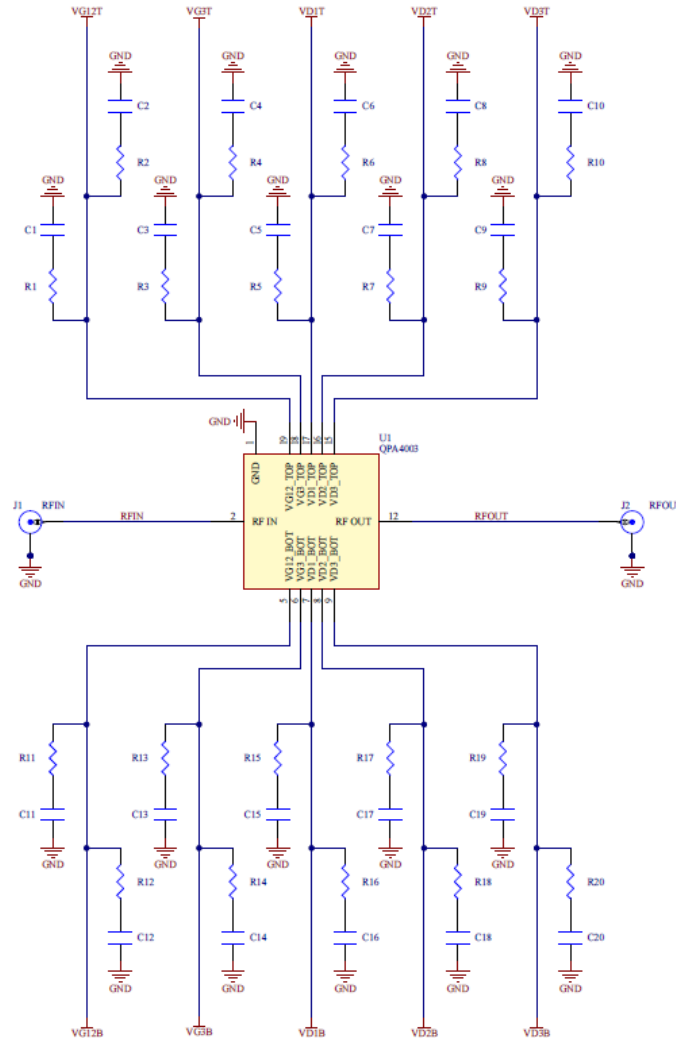 VG12T VG3T VD1T VD2T VD3T
GND GND GND GND GND
C2 C4 C6 C8 C10
R2 R4 R6 R8 R10
GND GND GND GND GND
C1 C3 C5 C7 C9
R1 R3 R5 R7 R9
GND
U1
QPA4003
1 19 18 17 16 15
GND VG12_TOP VG3_TOP VD1_TOP VD2_TOP VD3_TOP
J1 RFIN RFIN 2 RF IN RF OUT 12 RFOUT J2 RFOU
GND GND
VG12_BOT VG3_BOT VD1_BOT VD2_BOT VD3_BOT
5 6 7 8 9
R11 R13 R15 R17 R19
C11 C13 C15 C17 C19
GND GND GND GND GND
R12 R14 R16 R18 R20
C12 C14 C16 C18 C20
GND GND GND GND GND
VG12B VG3B VD1B VD2B VD3B